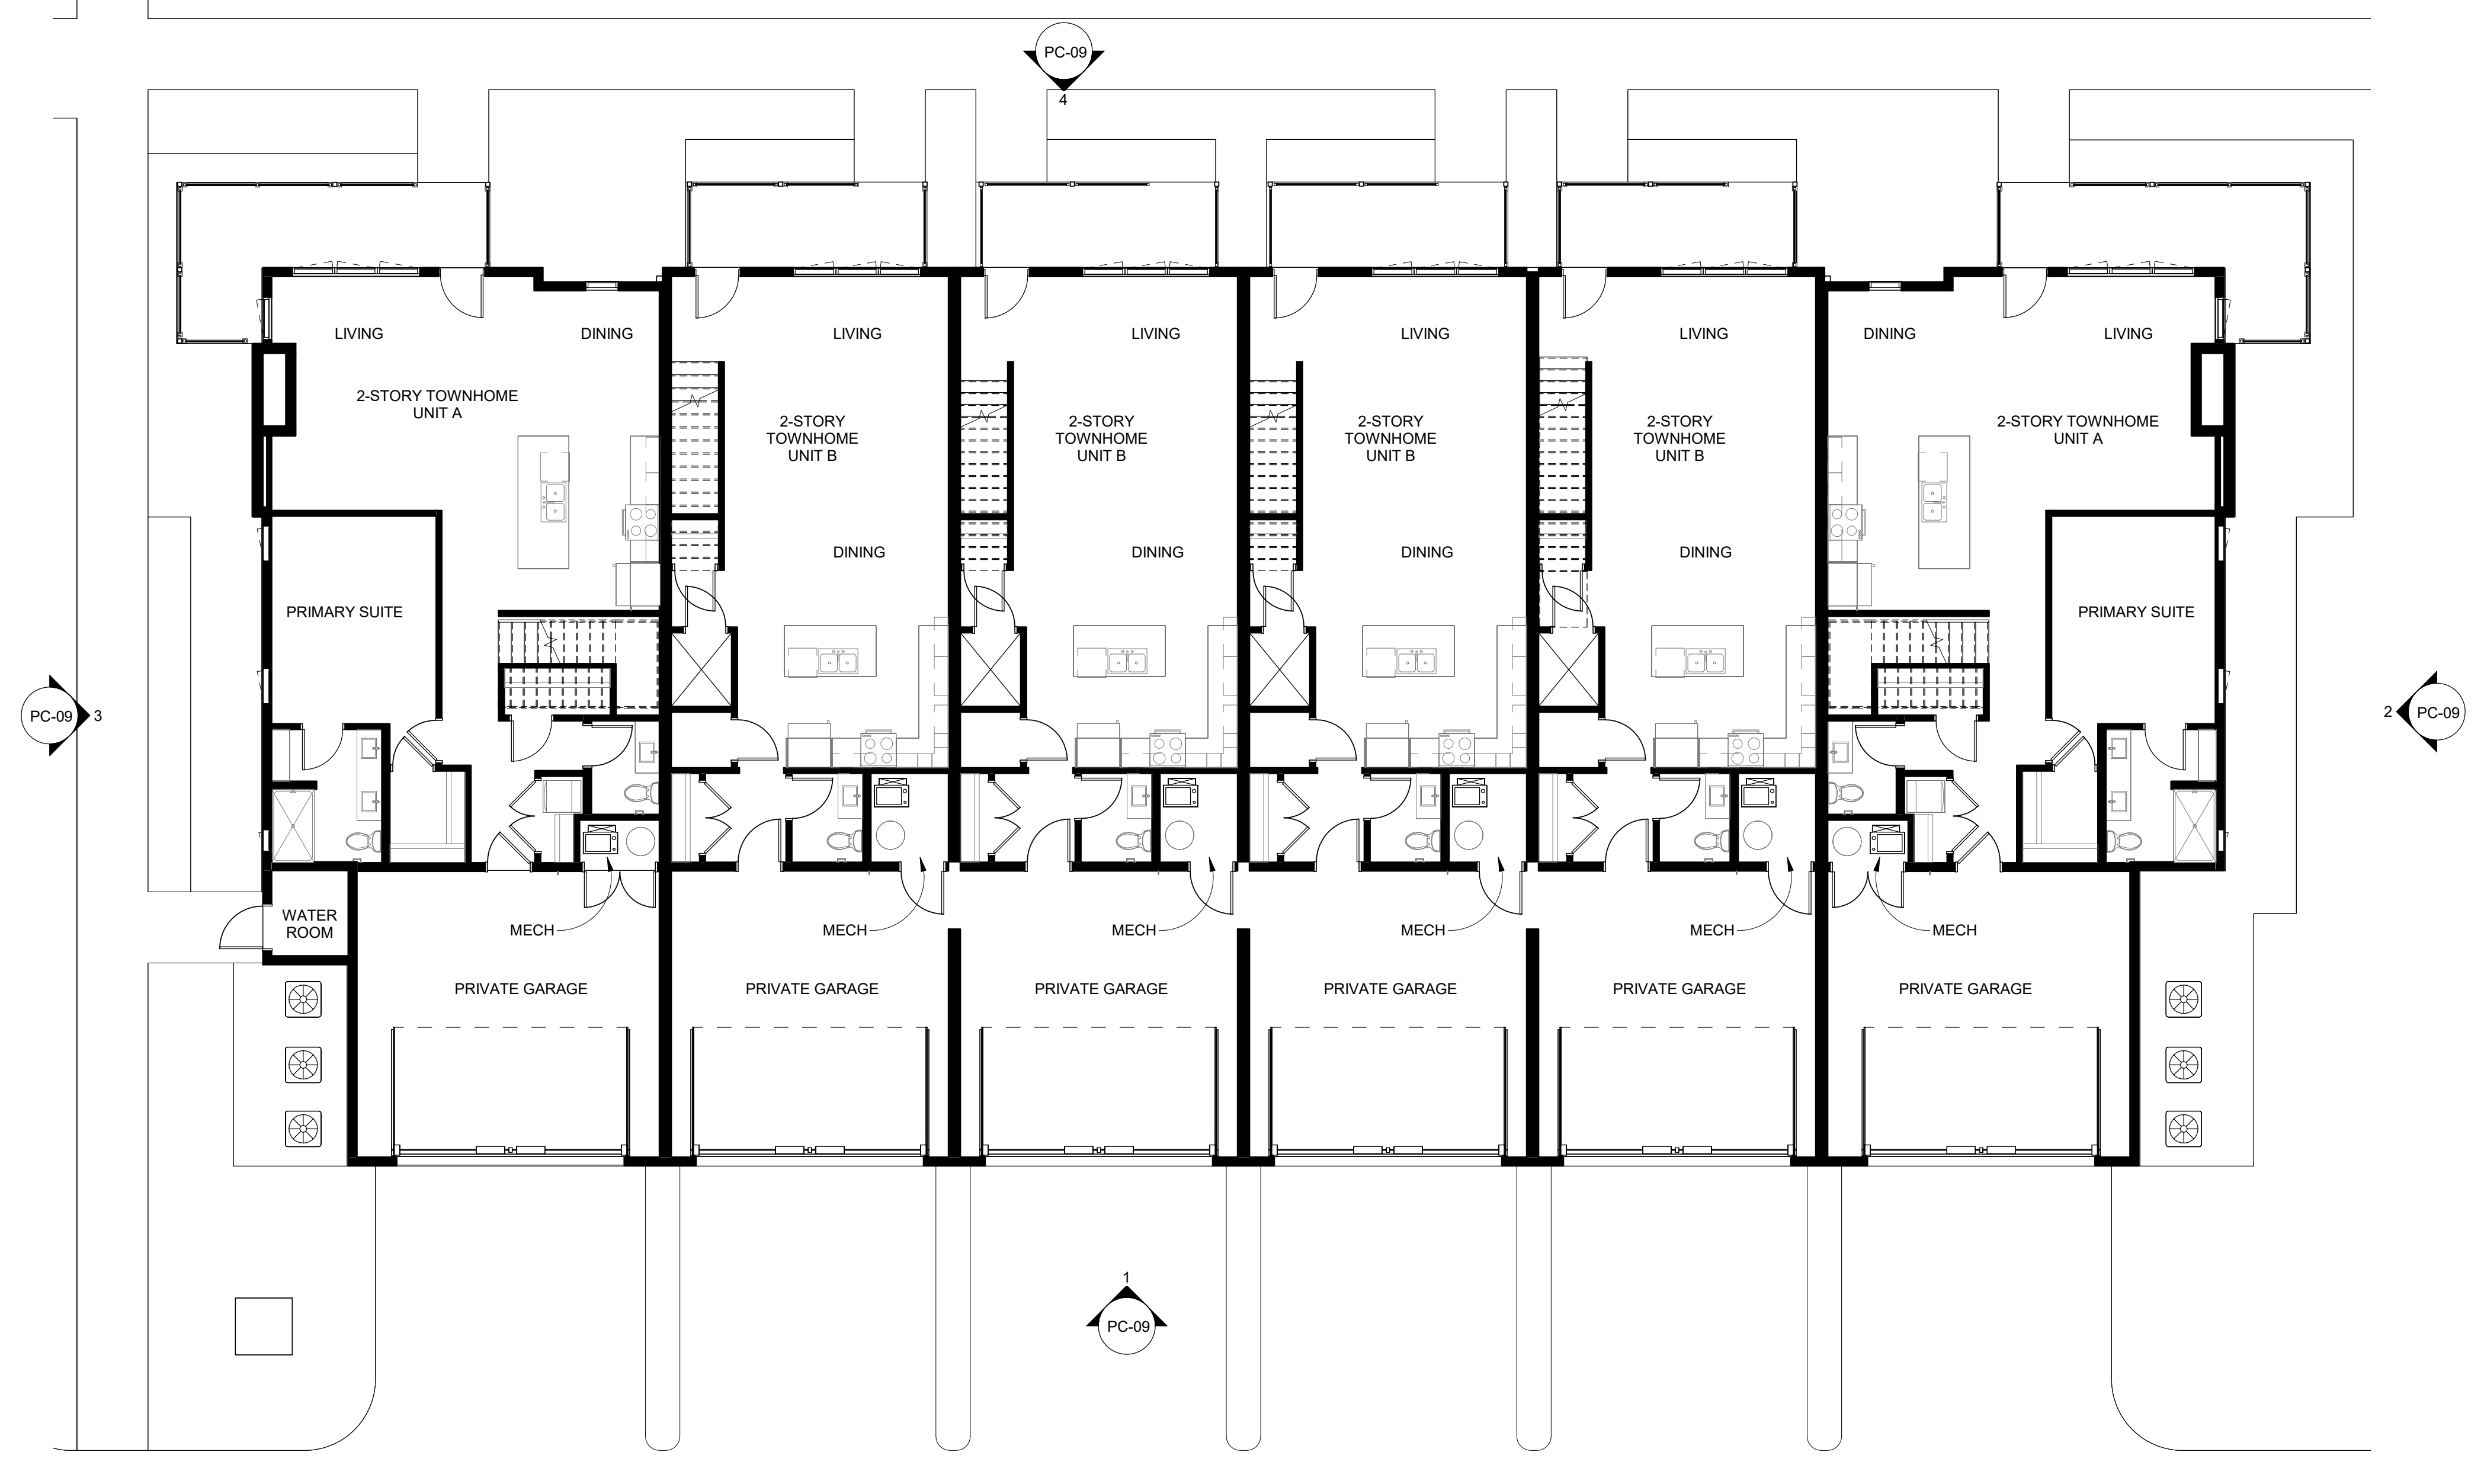 PC-09
4
LIVING
DINING
LIVING
LIVING
LIVING
LIVING
DINING
LIVING
2-STORY TOWNHOME
UNIT A
2-STORY
TOWNHOME
UNIT B
2-STORY
TOWNHOME
UNIT B
2-STORY
TOWNHOME
UNIT B
2-STORY
TOWNHOME
UNIT B
2-STORY TOWNHOME
UNIT A
DINING
DINING
DINING
DINING
PRIMARY SUITE
PRIMARY SUITE
PC-09
3
2
PC-09
WATER
ROOM
MECH
MECH
MECH
MECH
MECH
MECH
PRIVATE GARAGE
PRIVATE GARAGE
PRIVATE GARAGE
PRIVATE GARAGE
PRIVATE GARAGE
PRIVATE GARAGE
1
PC-09